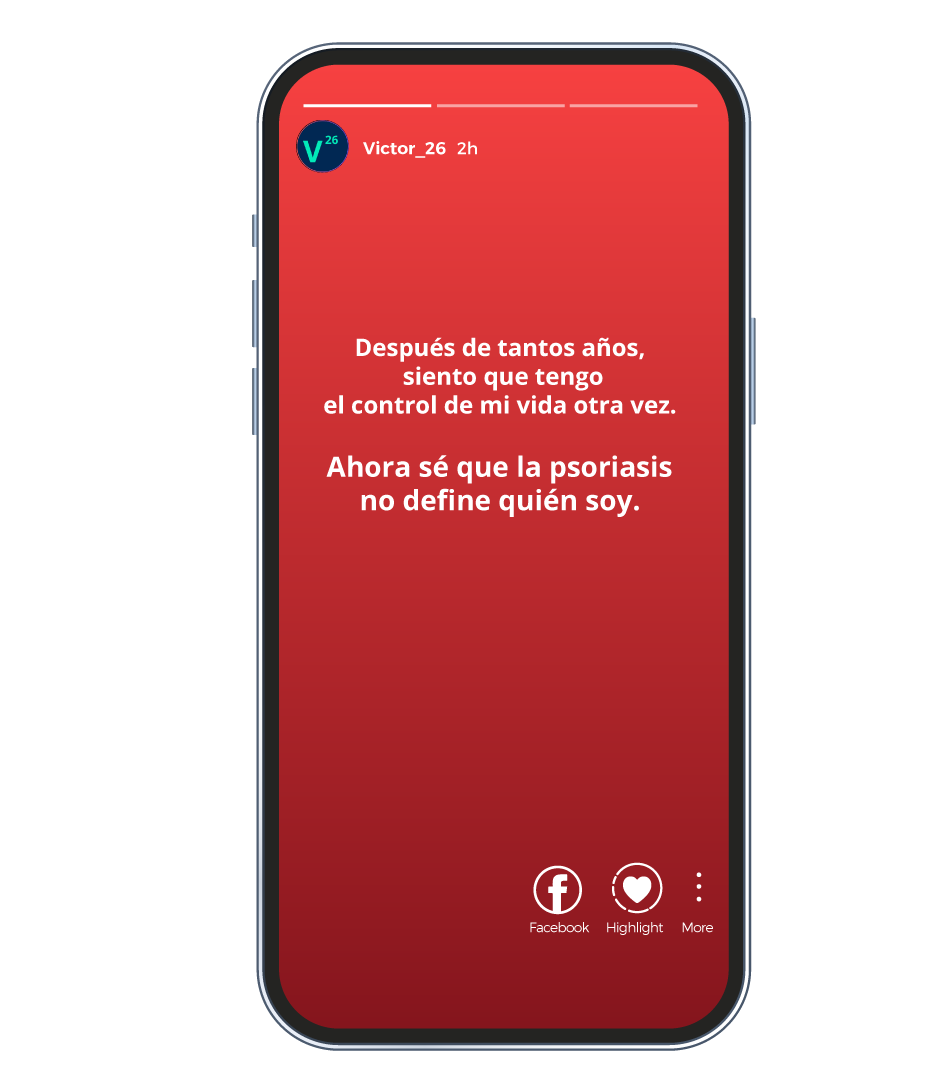 V26
Victor_26 2h
Después de tantos años,
siento que tengo
el control de mi vida otra vez.
Ahora sé que la psoriasis
no define quién soy.
Facebook Highlight More